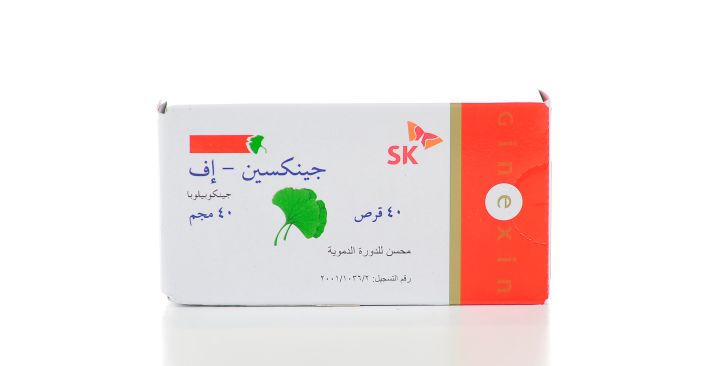 SK
جينكسين - إف
جينكوبيلوبا
٤٠ مجم
٤٠ قرص
محسن للدورة الدموية
رقم التسجيل: ٢٠٠١/١٠٣٦/٢
Ginexin